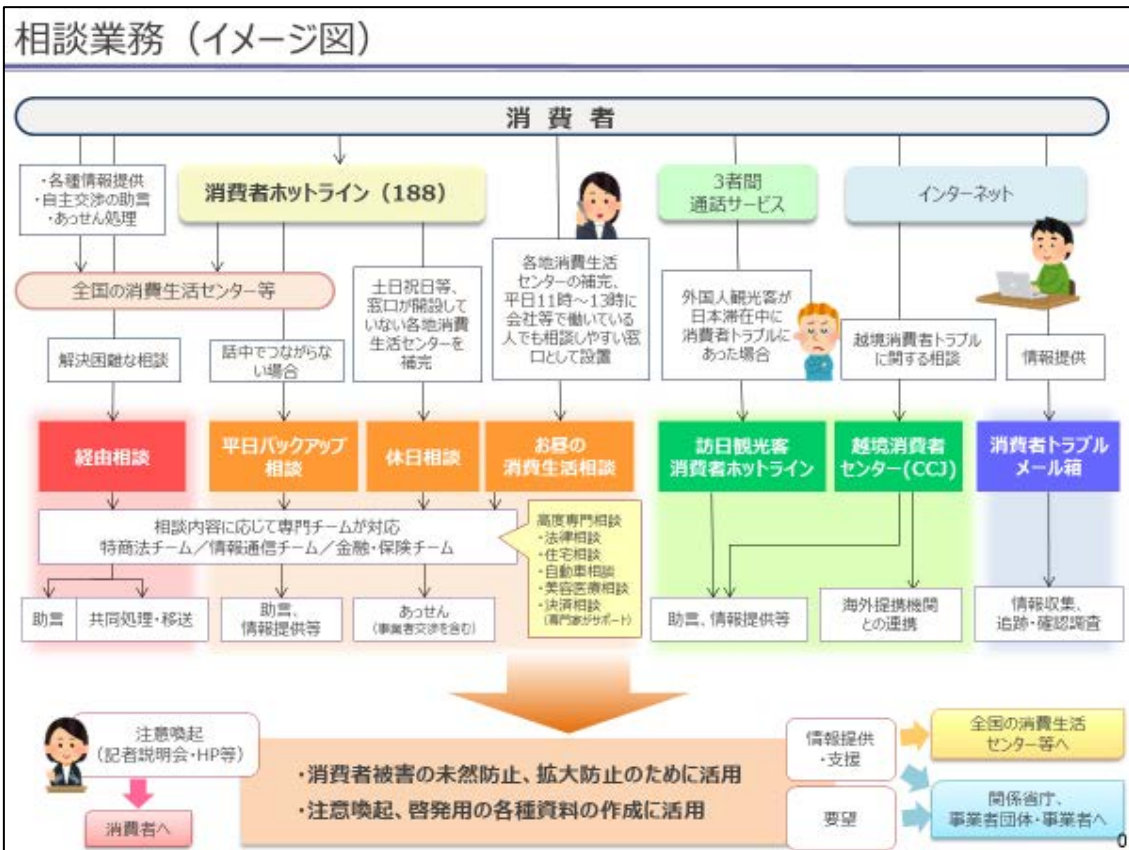 相談業務（イメージ図）
消 費 者
・各種情報提供
・自主交渉の助言
・あっせん処理
消費者ホットライン（188）
3者間
通話サービス
インターネット
全国の消費生活センター等
土日祝日等、
窓口が開設して
いない各地消費
生活センターを
補完
各地消費生活
センターの補完、
平日11時～13時に
会社等で働いている
人でも相談しやすい窓
口として設置
外国人観光客が
日本滞在中に
消費者トラブルに
あった場合
越境消費者トラブル
に関する相談
情報提供
解決困難な相談
話中でつながらな
い場合
経由相談
平日バックアップ
相談
休日相談
お昼の
消費生活相談
訪日観光客
消費者ホットライン
越境消費者
センター(CCJ)
消費者トラブル
メール箱
相談内容に応じて専門チームが対応
特商法チーム／情報通信チーム／金融・保険チーム
高度専門相談
・法律相談
・住宅相談
・自動車相談
・美容医療相談
・決済相談
（専門家がサポート）
助言
共同処理・移送
助言、
情報提供等
あっせん
（事業者交渉を含む）
助言、情報提供等
海外提携機関
との連携
情報収集、
追跡・確認調査
注意喚起
（記者説明会・HP等）
消費者へ
・消費者被害の未然防止、拡大防止のために活用
・注意喚起、啓発用の各種資料の作成に活用
情報提供
・支援
要望
全国の消費生活
センター等へ
関係省庁、
事業者団体・事業者へ
0